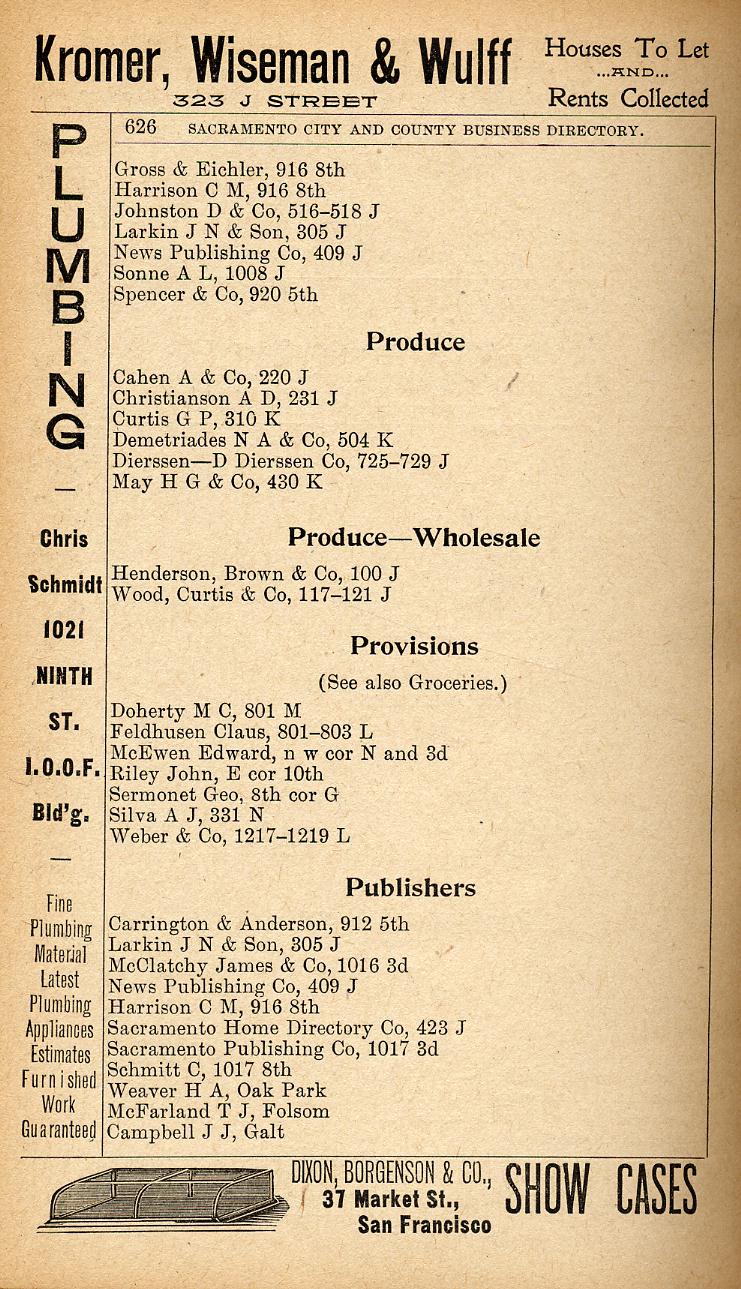 Kromer, Wiseman & Wulff
323 J STREET
Houses To Let
...AND...
Rents Collected
626 SACRAMENTO CITY AND COUNTY BUSINESS DIRECTORY.
PLUMBING
—
Chris
Schmidt
1021
NINTH
ST.
I.O.O.F.
Bld'g.
—
Fine
Plumbing
Material
Latest
Plumbing
Appliances
Estimates
Furnished
Work
Guaranteed
Gross & Eichler, 916 8th
Harrison C M, 916 8th
Johnston D & Co, 516–518 J
Larkin J N & Son, 305 J
News Publishing Co, 409 J
Sonne A L, 1008 J
Spencer & Co, 920 5th
Produce
Cahen A & Co, 220 J
Christianson A D, 231 J
Curtis G P, 310 K
Demetriades N A & Co, 504 K
Dierssen—D Dierssen Co, 725–729 J
May H G & Co, 430 K
Produce—Wholesale
Henderson, Brown & Co, 100 J
Wood, Curtis & Co, 117–121 J
Provisions
(See also Groceries.)
Doherty M C, 801 M
Feldhusen Claus, 801–803 L
McEwen Edward, n w cor N and 3d
Riley John, E cor 10th
Sermonet Geo, 8th cor G
Silva A J, 331 N
Weber & Co, 1217–1219 L
Publishers
Carrington & Anderson, 912 5th
Larkin J N & Son, 305 J
McClatchy James & Co, 1016 3d
News Publishing Co, 409 J
Harrison C M, 916 8th
Sacramento Home Directory Co, 423 J
Sacramento Publishing Co, 1017 3d
Schmitt C, 1017 8th
Weaver H A, Oak Park
McFarland T J, Folsom
Campbell J J, Galt
DIXON, BORGENSON & CO.,
37 Market St.,
San Francisco
SHOW CASES